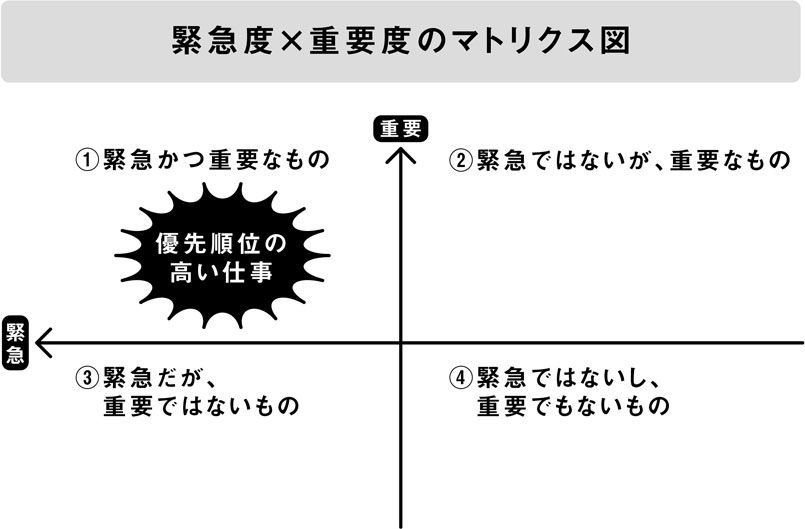 緊急度×重要度のマトリクス図
重要
①緊急かつ重要なもの
②緊急ではないが、重要なもの
優先順位の
高い仕事
緊急
③緊急だが、
重要ではないもの
④緊急ではないし、
重要でもないもの